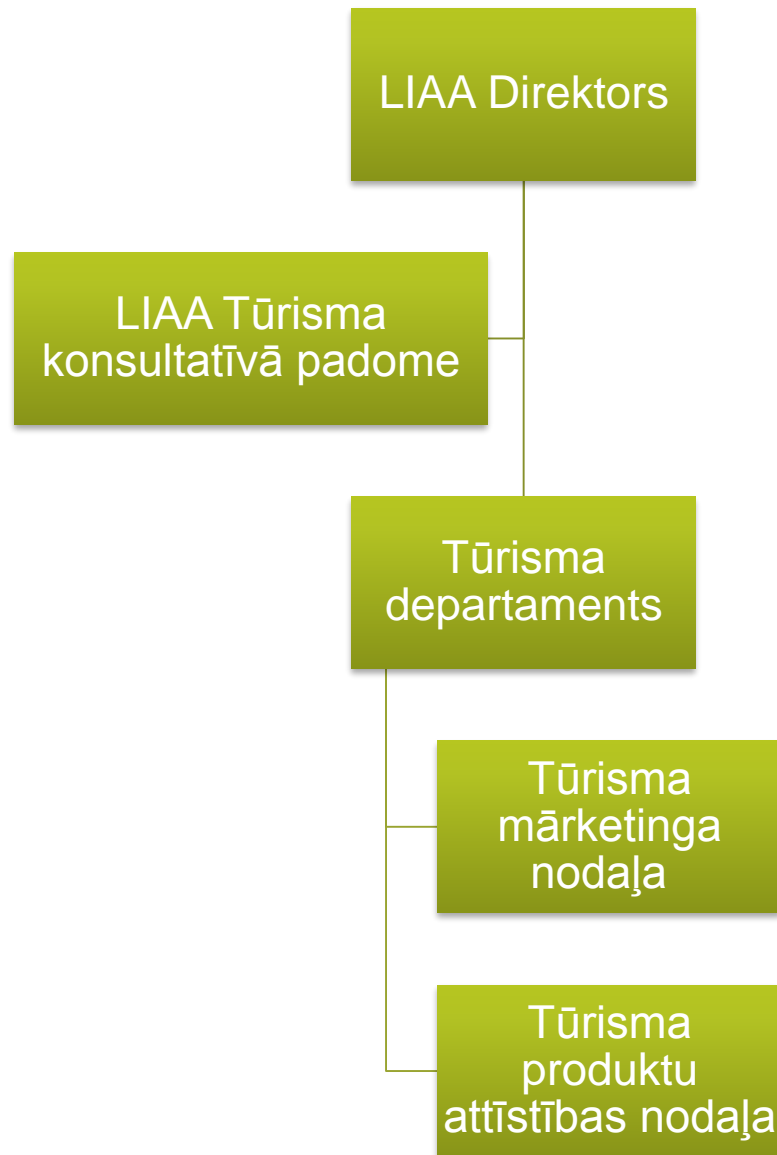 LIAA Direktors
LIAA Tūrisma
konsultatīvā padome
Tūrisma
departaments
Tūrisma
mārketinga
nodaļa
Tūrisma
produktu
attīstības nodaļa